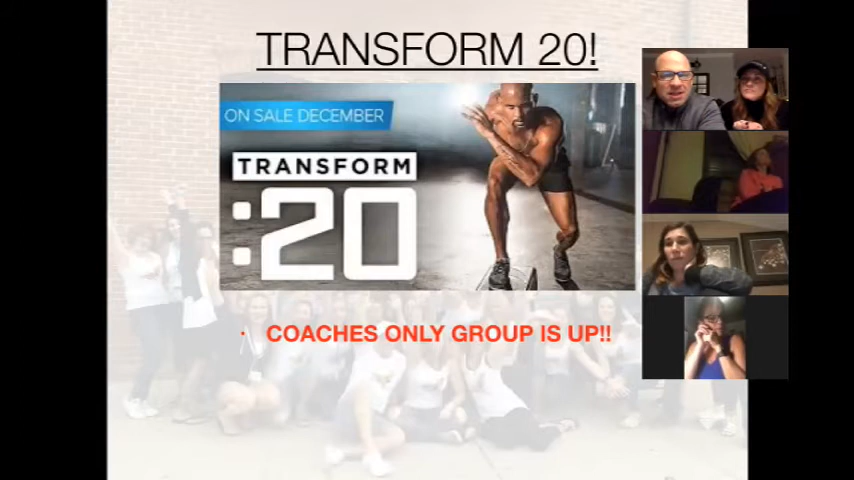 TRANSFORM 20!
ON SALE DECEMBER
TRANSFORM
:20
· COACHES ONLY GROUP IS UP!!